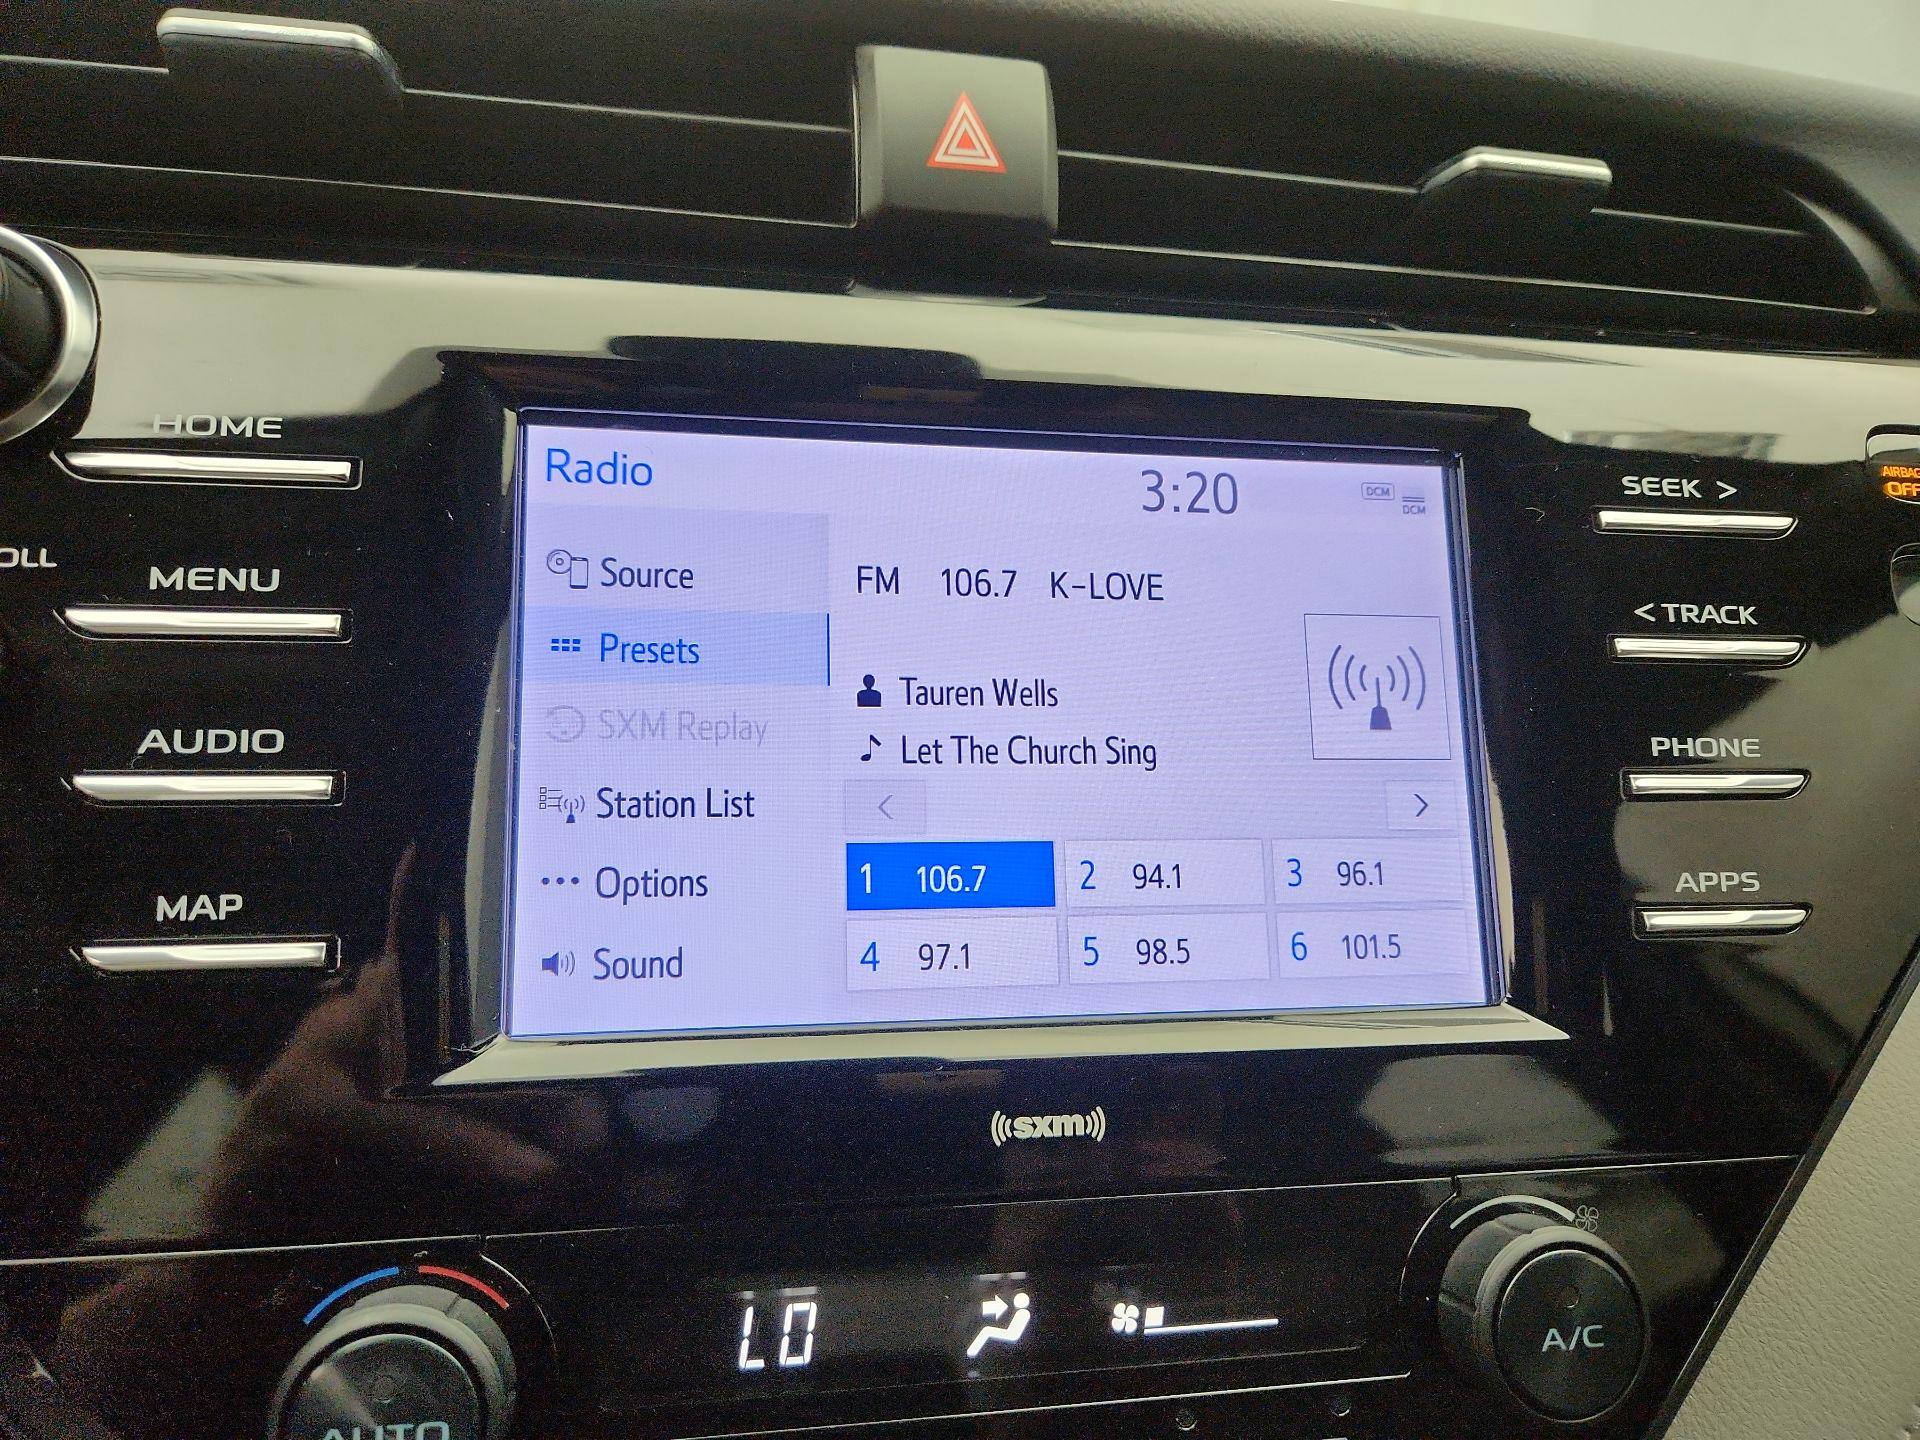 HOME
MENU
AUDIO
MAP
OLL
Radio
3:20
DCM
DCM
Source
Presets
SXM Replay
Station List
Options
Sound
FM 106.7 K-LOVE
Tauren Wells
Let The Church Sing
<
>
1 106.7
2 94.1
3 96.1
4 97.1
5 98.5
6 101.5
SEEK >
< TRACK
PHONE
APPS
AIRBAG
OFF
sxm
LO
A/C
AUTO